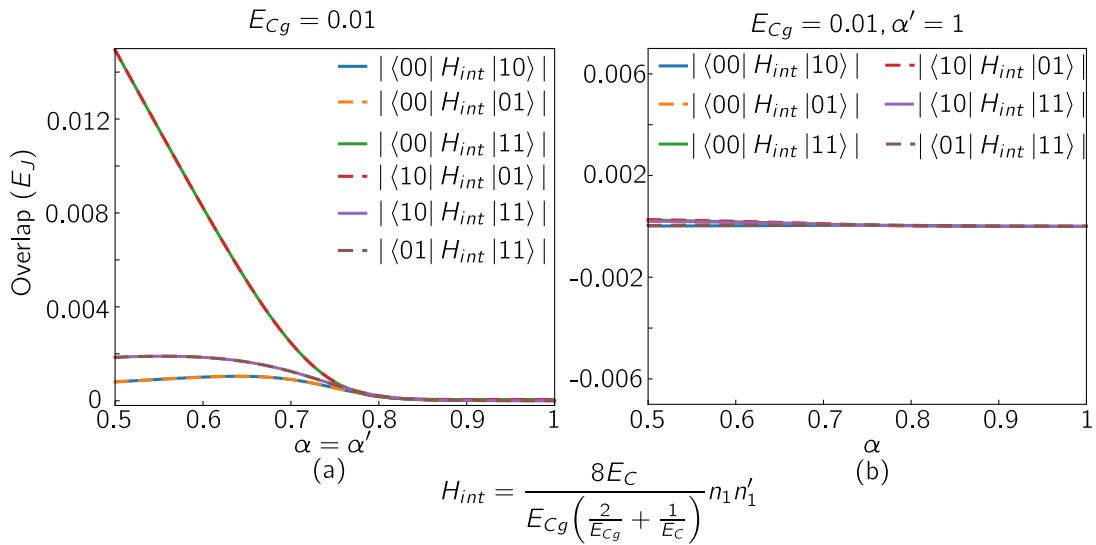 E_{Cg} = 0.01
Overlap (E_J)
0.012
0.008
0.004
0
0.5 0.6 0.7 0.8 0.9 1
α = α′
(a)
| ⟨00| H_{int} |10⟩ |
| ⟨00| H_{int} |01⟩ |
| ⟨00| H_{int} |11⟩ |
| ⟨10| H_{int} |01⟩ |
| ⟨10| H_{int} |11⟩ |
| ⟨01| H_{int} |11⟩ |
E_{Cg} = 0.01, α′ = 1
0.006
0.002
-0.002
-0.006
0.5 0.6 0.7 0.8 0.9 1
α
(b)
| ⟨00| H_{int} |10⟩ | | ⟨10| H_{int} |01⟩ |
| ⟨00| H_{int} |01⟩ | | ⟨10| H_{int} |11⟩ |
| ⟨00| H_{int} |11⟩ | | ⟨01| H_{int} |11⟩ |
H_{int} = \frac{8E_C}{E_{Cg}\left(\frac{2}{E_{Cg}} + \frac{1}{E_C}\right)} n_1 n_1′